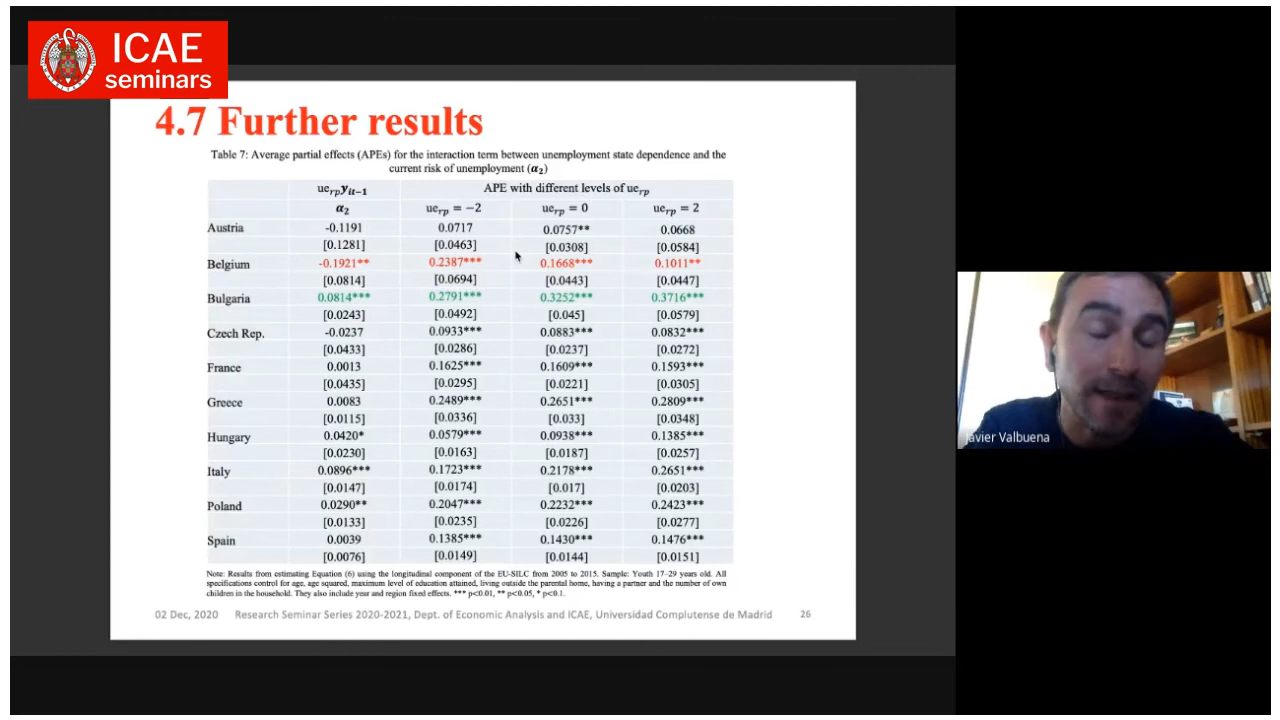 ICAE
seminars
4.7 Further results
Table 7: Average partial effects (APEs) for the interaction term between unemployment state dependence and the
current risk of unemployment (α₂)
ueᵣₚyᵢₜ₋₁ APE with different levels of ueᵣₚ
α₂ ueᵣₚ = −2 ueᵣₚ = 0 ueᵣₚ = 2
Austria -0.1191 0.0717 0.0757** 0.0668
[0.1281] [0.0463] [0.0308] [0.0584]
Belgium -0.1921** 0.2387*** 0.1668*** 0.1011**
[0.0814] [0.0694] [0.0443] [0.0447]
Bulgaria 0.0814*** 0.2791*** 0.3252*** 0.3716***
[0.0243] [0.0492] [0.045] [0.0579]
Czech Rep. -0.0237 0.0933*** 0.0883*** 0.0832***
[0.0433] [0.0286] [0.0237] [0.0272]
France 0.0013 0.1625*** 0.1609*** 0.1593***
[0.0435] [0.0295] [0.0221] [0.0305]
Greece 0.0083 0.2489*** 0.2651*** 0.2809***
[0.0115] [0.0336] [0.033] [0.0348]
Hungary 0.0420* 0.0579*** 0.0938*** 0.1385***
[0.0230] [0.0163] [0.0187] [0.0257]
Italy 0.0896*** 0.1723*** 0.2178*** 0.2651***
[0.0147] [0.0174] [0.017] [0.0203]
Poland 0.0290** 0.2047*** 0.2232*** 0.2423***
[0.0133] [0.0235] [0.0226] [0.0277]
Spain 0.0039 0.1385*** 0.1430*** 0.1476***
[0.0076] [0.0149] [0.0144] [0.0151]
Note: Results from estimating Equation (6) using the longitudinal component of the EU-SILC from 2005 to 2015. Sample: Youth 17-29 years old. All
specifications control for age, age squared, maximum level of education attained, living outside the parental home, having a partner and the number of own
children in the household. They also include year and region fixed effects. *** p<0.01, ** p<0.05, * p<0.1.
02 Dec, 2020 Research Seminar Series 2020-2021, Dept. of Economic Analysis and ICAE, Universidad Complutense de Madrid 26
Javier Valbuena